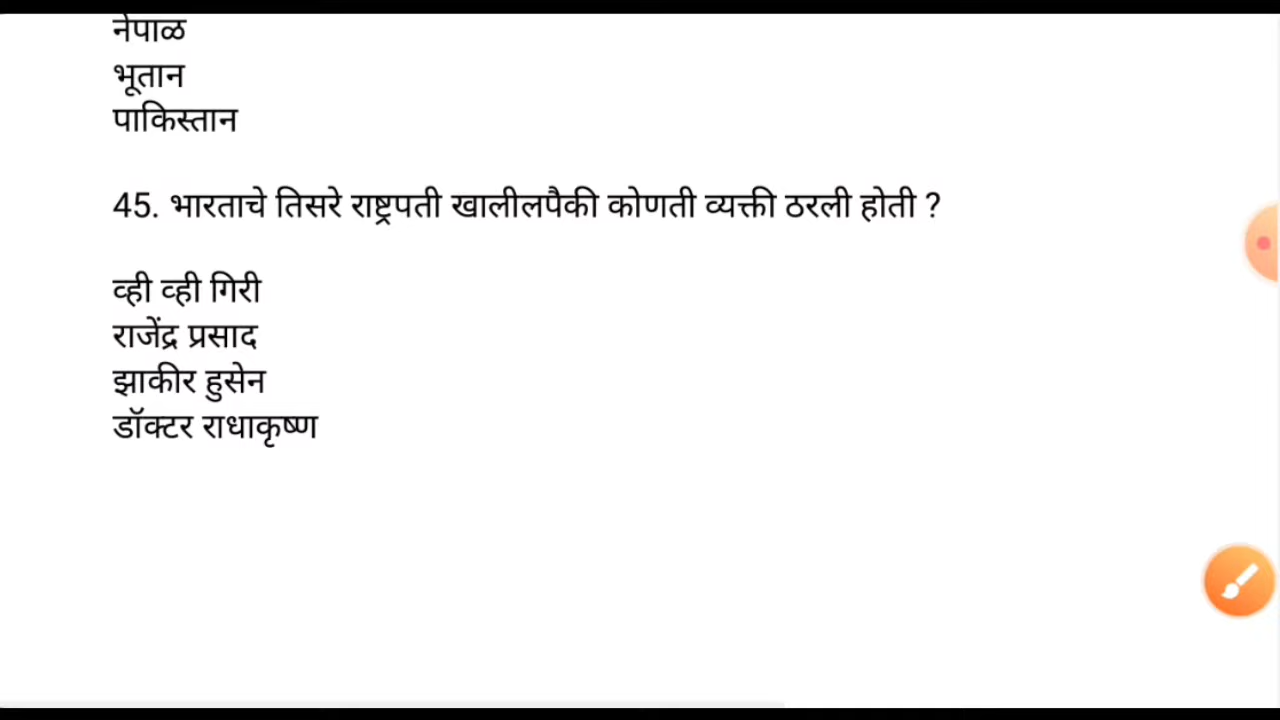 नेपाळ
भूतान
पाकिस्तान
45. भारताचे तिसरे राष्ट्रपती खालीलपैकी कोणती व्यक्ती ठरली होती ?
व्ही व्ही गिरी
राजेंद्र प्रसाद
झाकीर हुसेन
डॉक्टर राधाकृष्ण